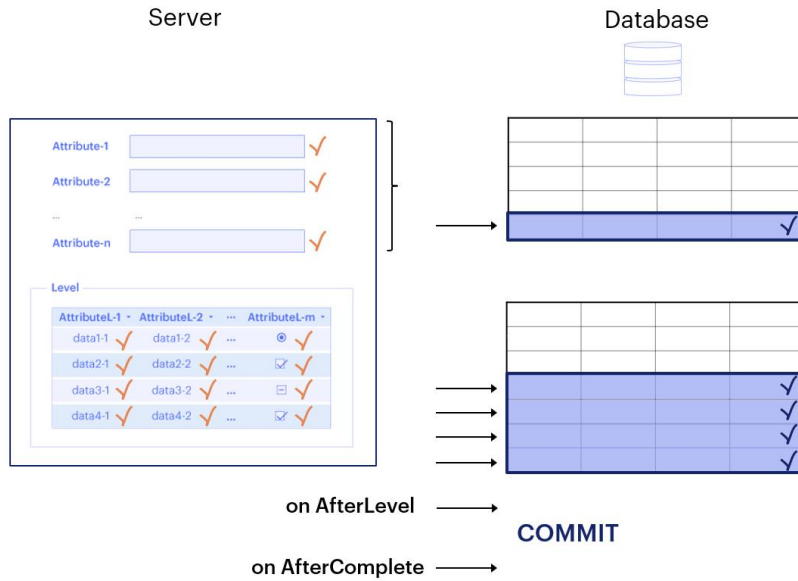 Server
Database
Attribute-1
Attribute-2
... ...
Attribute-n
Level
AttributeL-1 AttributeL-2 ... AttributeL-m
data1-1 data1-2 ...
data2-1 data2-2 ...
data3-1 data3-2 ...
data4-1 data4-2 ...
on AfterLevel
COMMIT
on AfterComplete